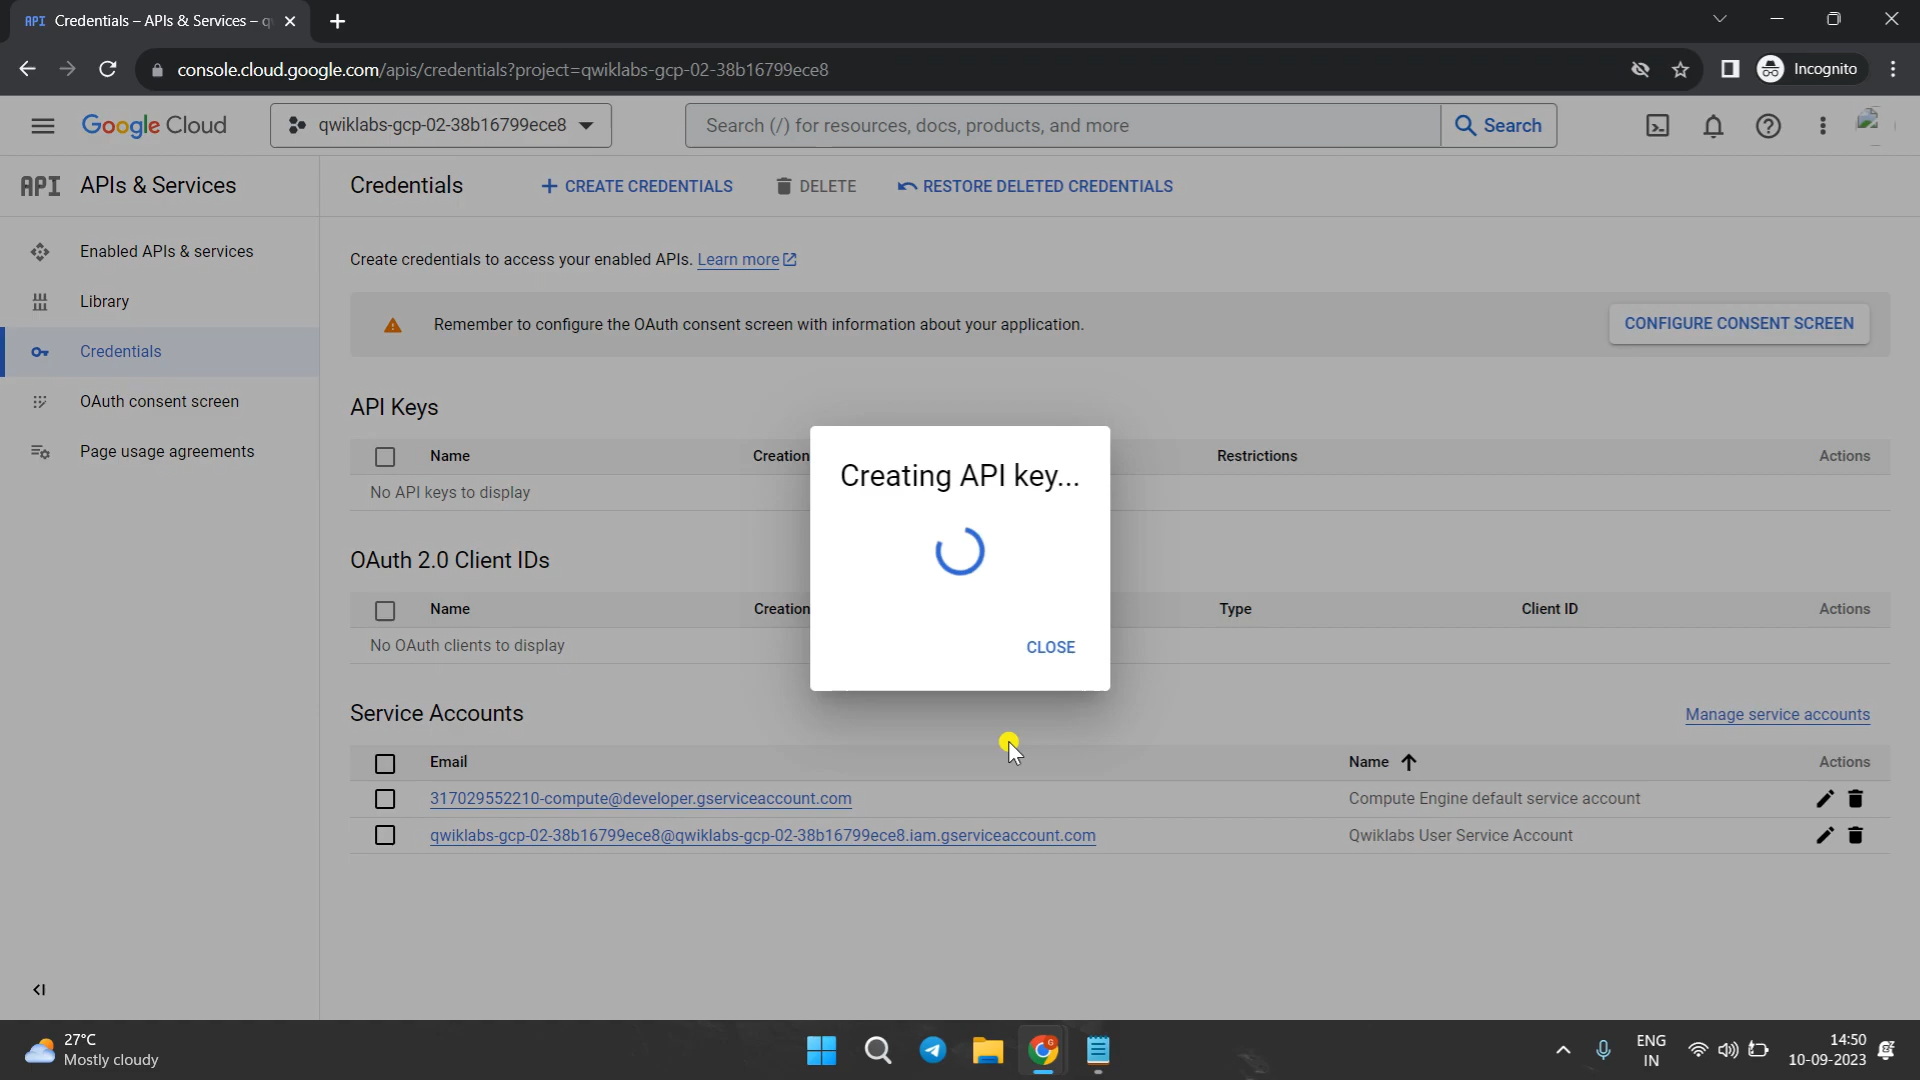 API Credentials – APIs & Services – q
console.cloud.google.com/apis/credentials?project=qwiklabs-gcp-02-38b16799ece8
Incognito
Google Cloud
qwiklabs-gcp-02-38b16799ece8
Search (/) for resources, docs, products, and more
Search
API APIs & Services
Credentials
+ CREATE CREDENTIALS
DELETE
RESTORE DELETED CREDENTIALS
Enabled APIs & services
Library
Credentials
OAuth consent screen
Page usage agreements
Create credentials to access your enabled APIs. Learn more
Remember to configure the OAuth consent screen with information about your application.
CONFIGURE CONSENT SCREEN
API Keys
Name Creation Restrictions Actions
No API keys to display
Creating API key...
CLOSE
OAuth 2.0 Client IDs
Name Creation Type Client ID Actions
No OAuth clients to display
Service Accounts
Manage service accounts
Email Name Actions
317029552210-compute@developer.gserviceaccount.com Compute Engine default service account
qwiklabs-gcp-02-38b16799ece8@qwiklabs-gcp-02-38b16799ece8.iam.gserviceaccount.com Qwiklabs User Service Account
27°C
Mostly cloudy
ENG
IN
14:50
10-09-2023